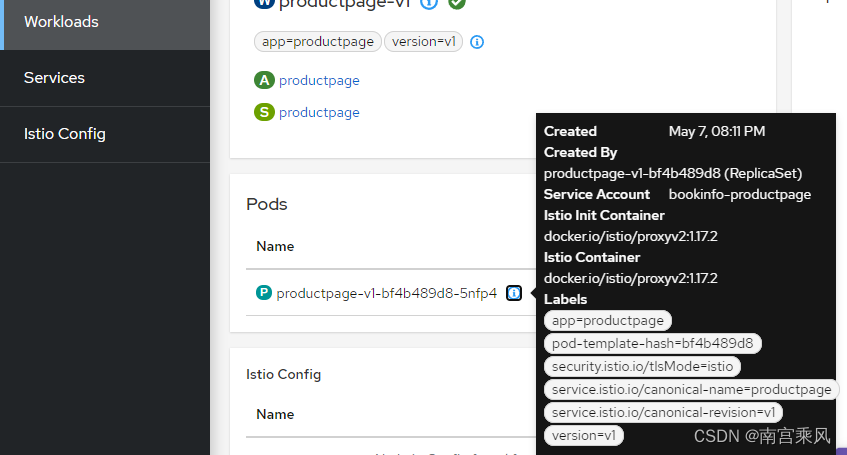 Workloads
Services
Istio Config
W productpage-v1
app=productpage version=v1
A productpage
S productpage
Pods
Name
P productpage-v1-bf4b489d8-5nfp4
Istio Config
Name
Created May 7, 08:11 PM
Created By
productpage-v1-bf4b489d8 (ReplicaSet)
Service Account bookinfo-productpage
Istio Init Container
docker.io/istio/proxyv2:1.17.2
Istio Container
docker.io/istio/proxyv2:1.17.2
Labels
app=productpage
pod-template-hash=bf4b489d8
security.istio.io/tlsMode=istio
service.istio.io/canonical-name=productpage
service.istio.io/canonical-revision=v1
version=v1
CSDN @南宫乘风